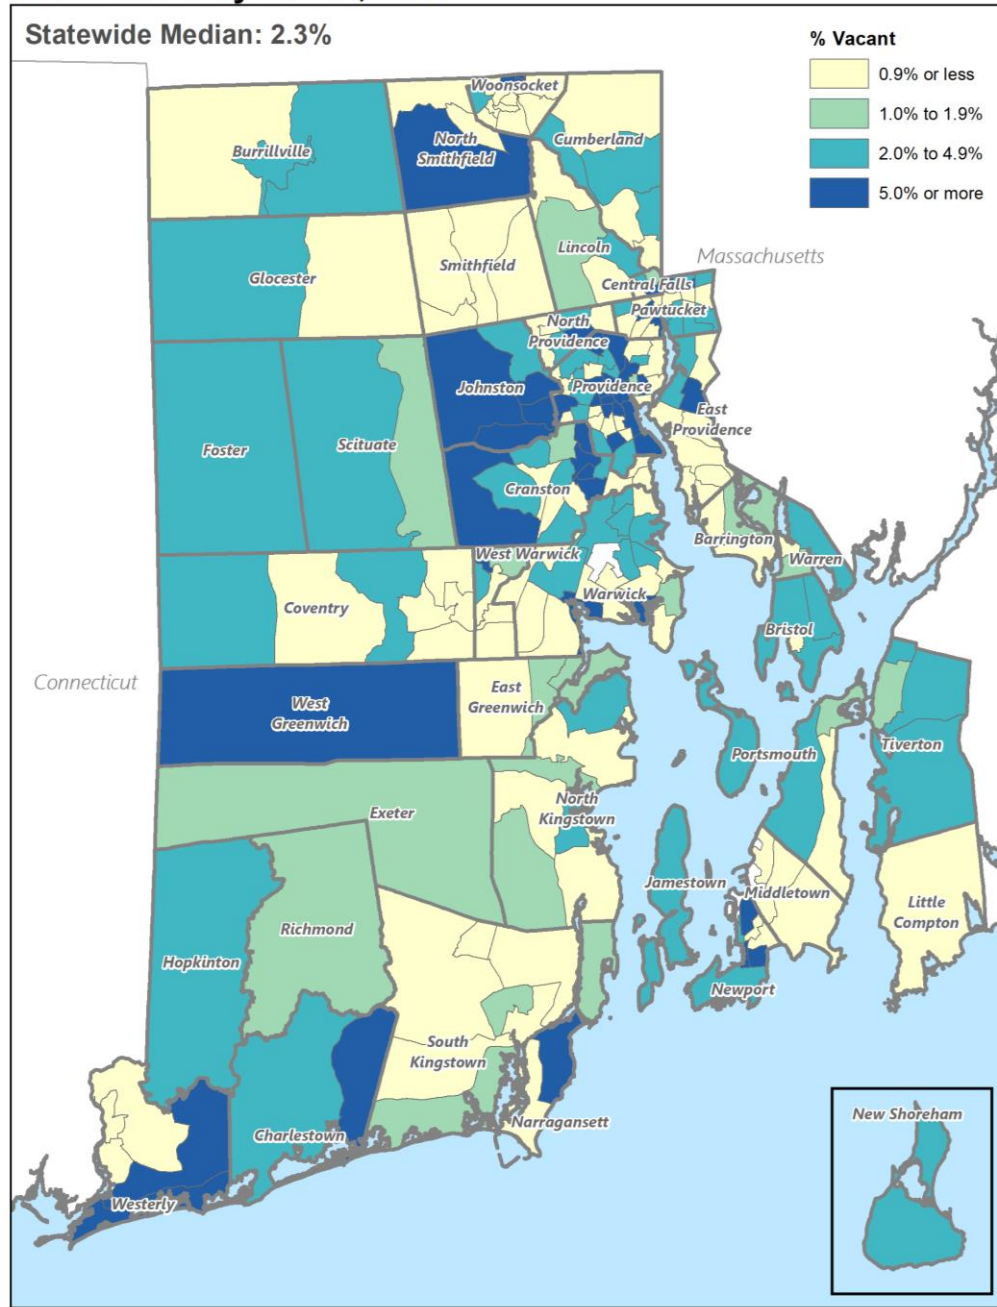 Statewide Median: 2.3%
% Vacant
0.9% or less
1.0% to 1.9%
2.0% to 4.9%
5.0% or more
Woonsocket
Burrillville
North
Smithfield
Cumberland
Massachusetts
Glocester
Smithfield
Lincoln
Central Falls
Pawtucket
North
Providence
Johnston
Providence
East
Providence
Foster
Scituate
Cranston
Barrington
Warren
West Warwick
Coventry
Warwick
Bristol
Connecticut
West
Greenwich
East
Greenwich
Portsmouth
Tiverton
Exeter
North
Kingstown
Jamestown
Middletown
Little
Compton
Richmond
Hopkinton
Newport
South
Kingstown
Charlestown
Narragansett
Westerly
New Shoreham